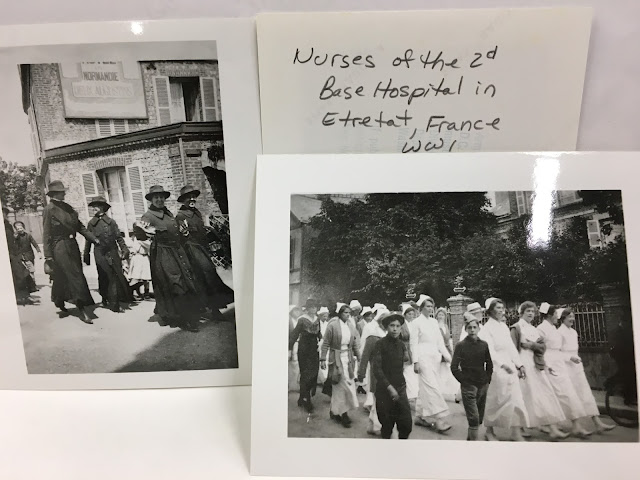 NORMANDIE
Nurses of the 2d
Base Hospital in
Etretat, France
WW1